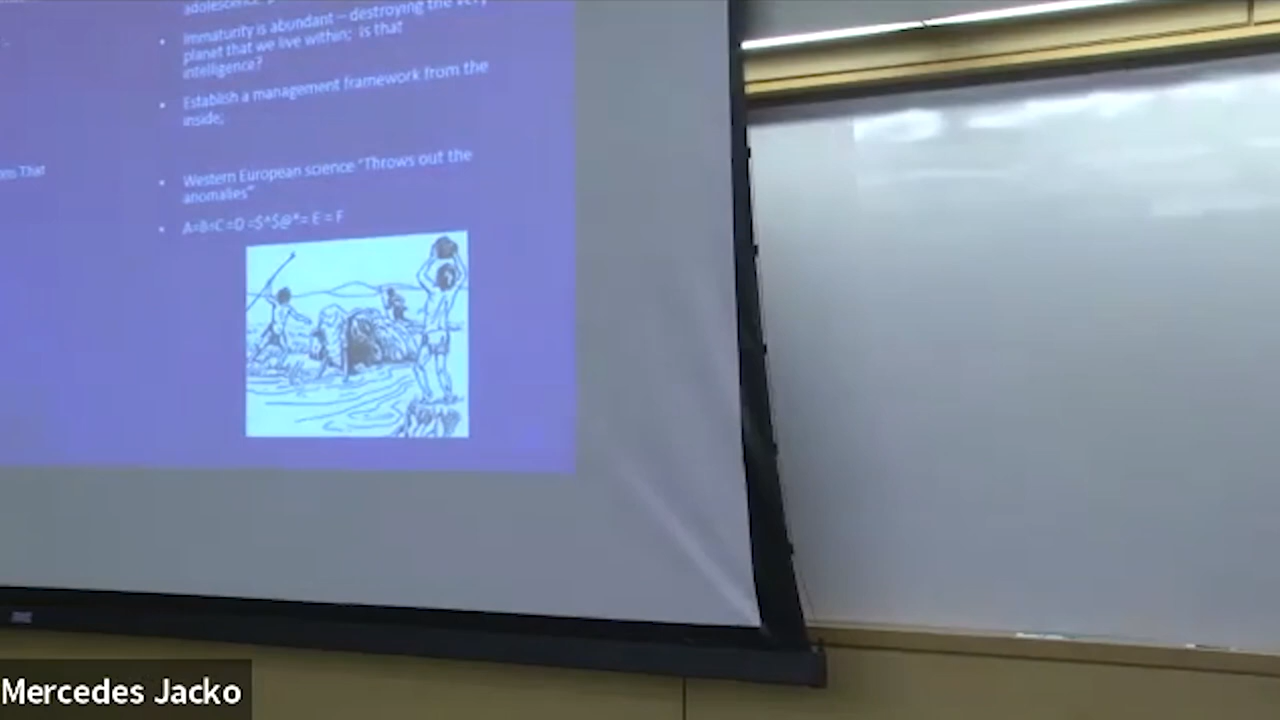 adolescence
• Immaturity is abundant – destroying the very
planet that we live within; is that
intelligence?
• Establish a management framework from the
inside;
That
• Western European science "Throws out the
anomalies"
• A=B=C=D=$^$@*= E = F
Mercedes Jacko